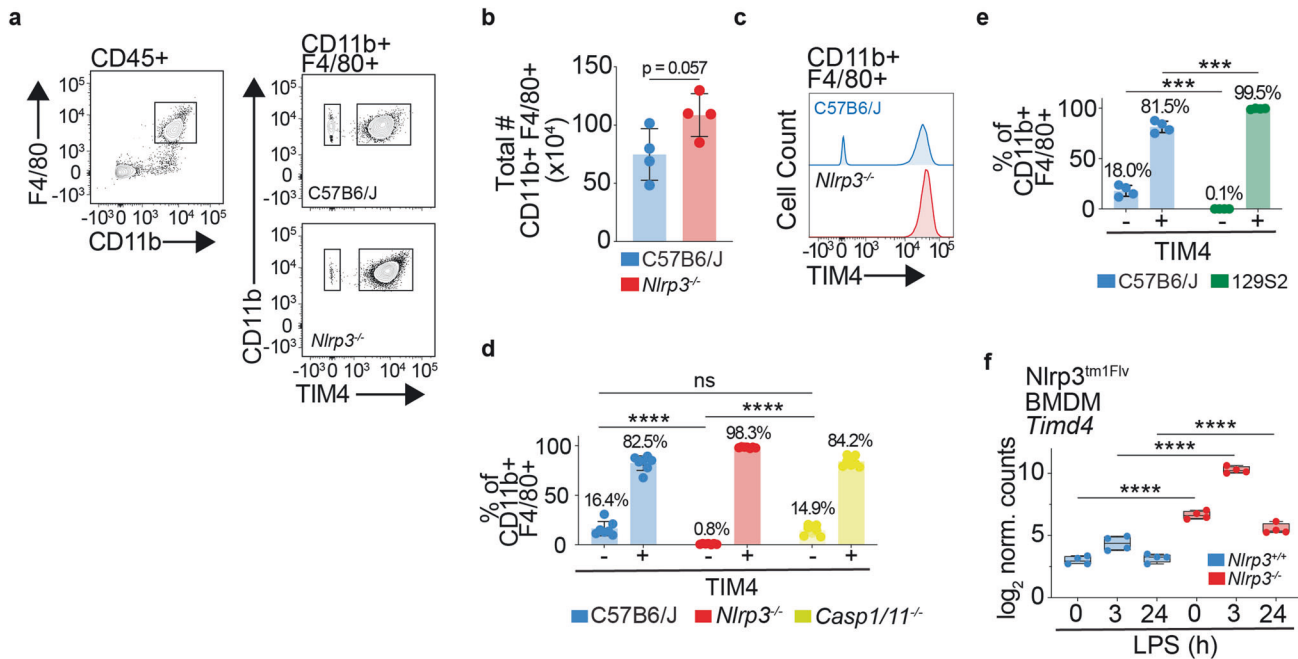 a
CD45+
F4/80
10⁵
10⁴
10³
0
-10³
-10³ 0 10³ 10⁴ 10⁵
CD11b
CD11b+
F4/80+
CD11b
10⁵
10⁴
10³
0
-10³
C57B6/J
10⁵
10⁴
10³
0
-10³
Nlrp3⁻/⁻
-10³ 0 10³ 10⁴ 10⁵
TIM4
b
Total #
CD11b+ F4/80+
(x10⁴)
150
100
50
0
p = 0.057
C57B6/J
Nlrp3⁻/⁻
c
CD11b+
F4/80+
Cell Count
C57B6/J
Nlrp3⁻/⁻
-10³ 0 10³ 10⁴ 10⁵
TIM4
d
% of
CD11b+
F4/80+
100
50
0
ns
**** ****
16.4% 82.5% 0.8% 98.3% 14.9% 84.2%
- + - + - +
TIM4
C57B6/J Nlrp3⁻/⁻ Casp1/11⁻/⁻
e
% of
CD11b+
F4/80+
100
50
0
***
***
18.0% 81.5% 0.1% 99.5%
- + - +
TIM4
C57B6/J 129S2
f
Nlrp3ᵗᵐ¹ᶠˡᵛ
BMDM
Timd4
log₂ norm. counts
10
5
0
****
****
****
Nlrp3⁺/⁺
Nlrp3⁻/⁻
0 3 24 0 3 24
LPS (h)